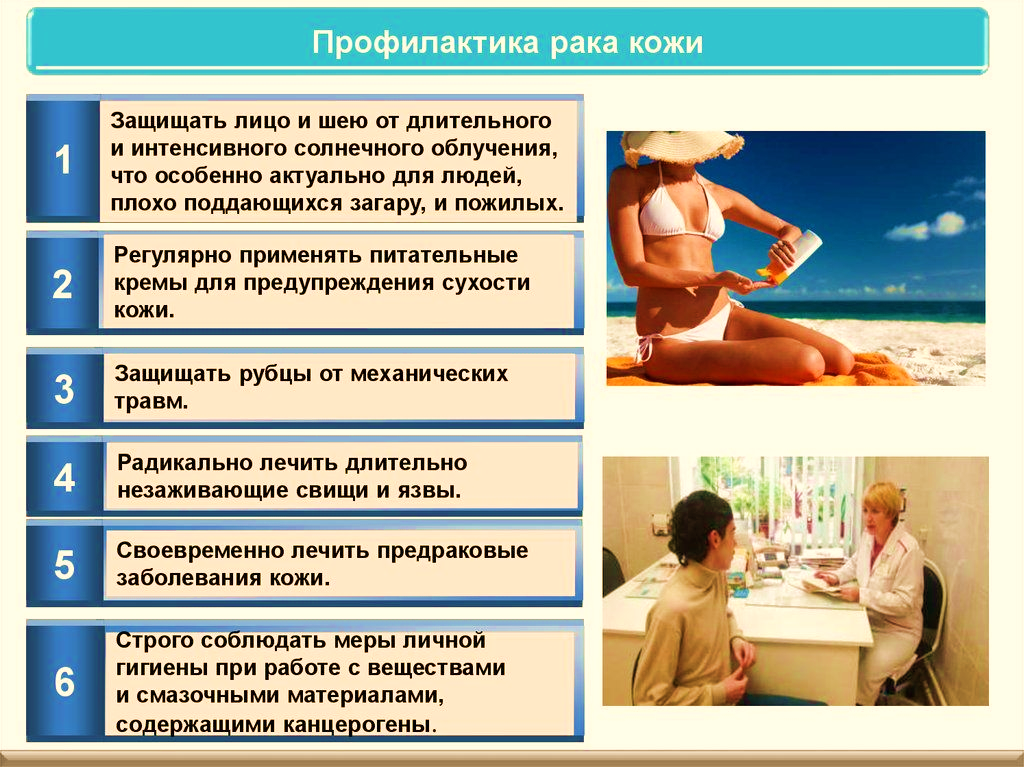 Профилактика рака кожи
1
Защищать лицо и шею от длительного
и интенсивного солнечного облучения,
что особенно актуально для людей,
плохо поддающихся загару, и пожилых.
2
Регулярно применять питательные
кремы для предупреждения сухости
кожи.
3
Защищать рубцы от механических
травм.
4
Радикально лечить длительно
незаживающие свищи и язвы.
5
Своевременно лечить предраковые
заболевания кожи.
6
Строго соблюдать меры личной
гигиены при работе с веществами
и смазочными материалами,
содержащими канцерогены.